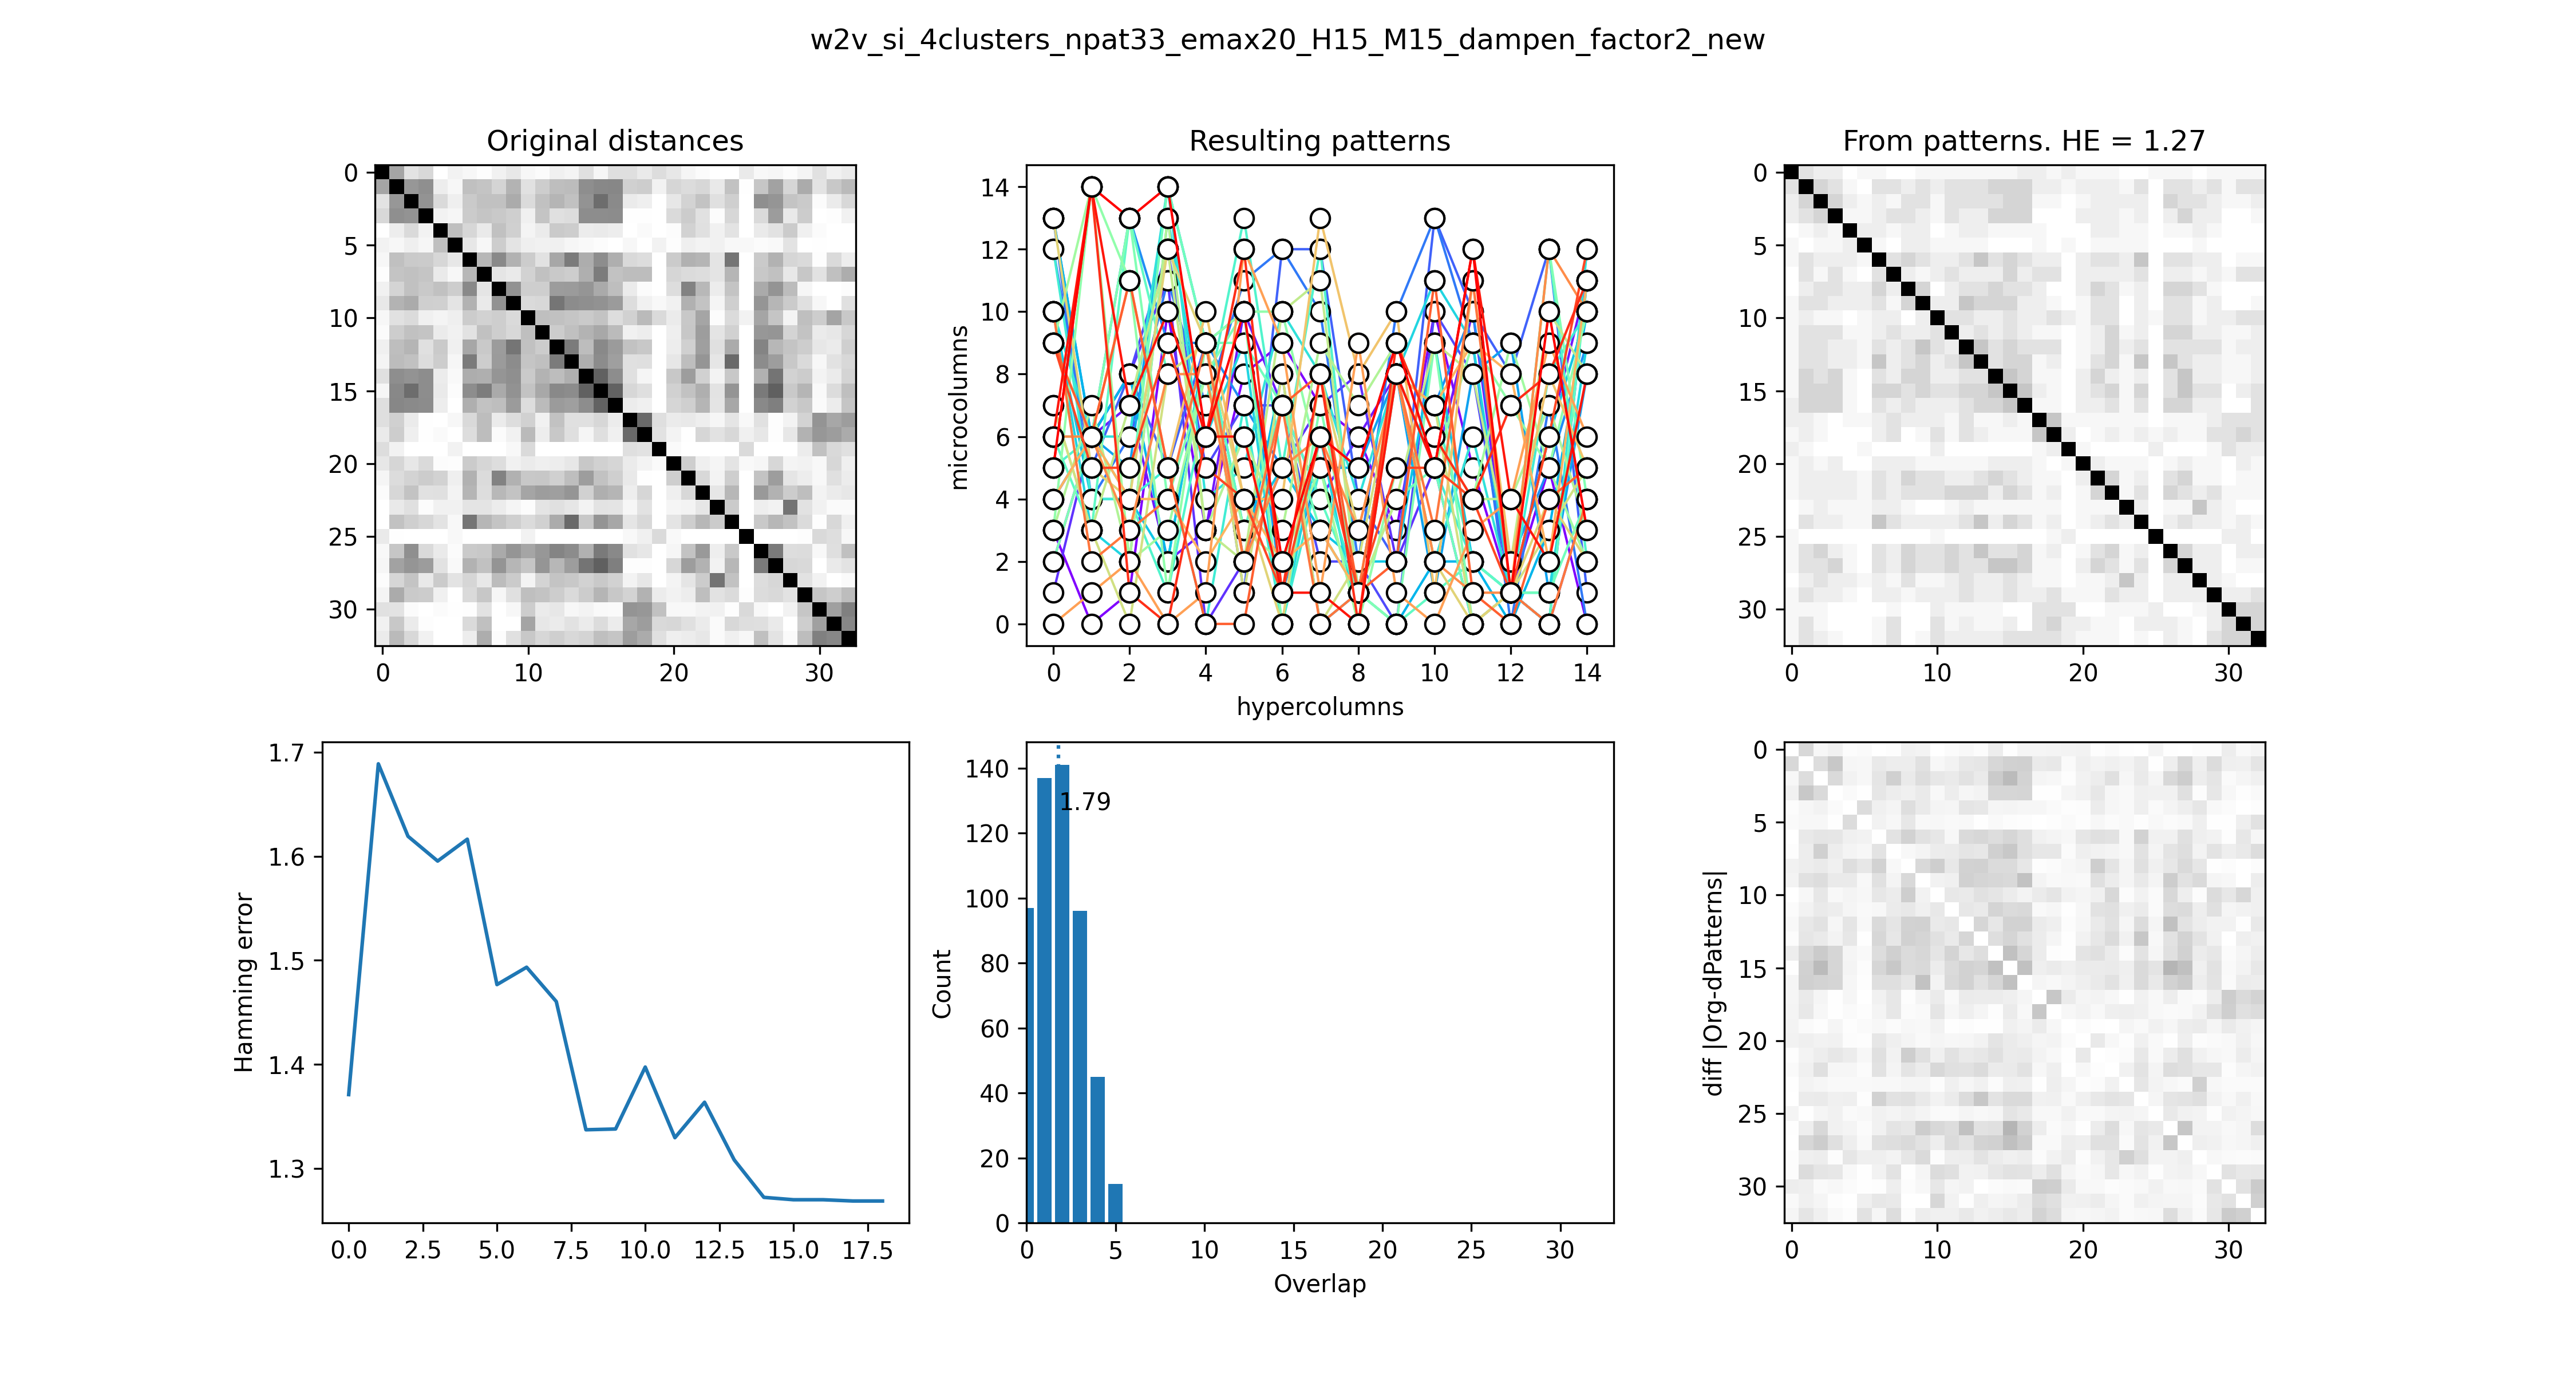 w2v_si_4clusters_npat33_emax20_H15_M15_dampen_factor2_new
Original distances
0
5
10
15
20
25
30
0 10 20 30
Resulting patterns
microcolumns
14
12
10
8
6
4
2
0
0 2 4 6 8 10 12 14
hypercolumns
From patterns. HE = 1.27
0
5
10
15
20
25
30
0 10 20 30
Hamming error
1.7
1.6
1.5
1.4
1.3
0.0 2.5 5.0 7.5 10.0 12.5 15.0 17.5
Count
140
120
100
80
60
40
20
0
1.79
0 5 10 15 20 25 30
Overlap
diff |Org-dPatterns|
0
5
10
15
20
25
30
0 10 20 30